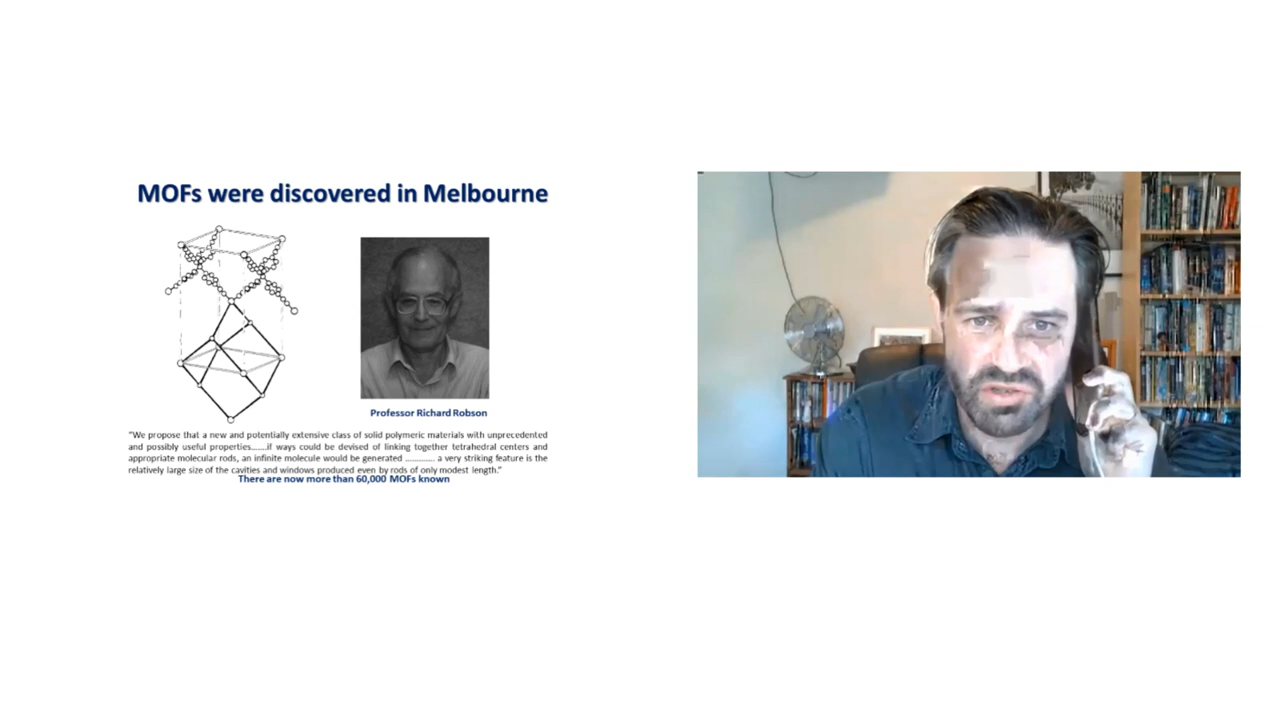 MOFs were discovered in Melbourne
Professor Richard Robson
"We propose that a new and potentially extensive class of solid polymeric materials with unprecedented
and possibly useful properties......if ways could be devised of linking together tetrahedral centers and
appropriate molecular rods, an infinite molecule would be generated ............ a very striking feature is the
relatively large size of the cavities and windows produced even by rods of only modest length."
There are now more than 60,000 MOFs known